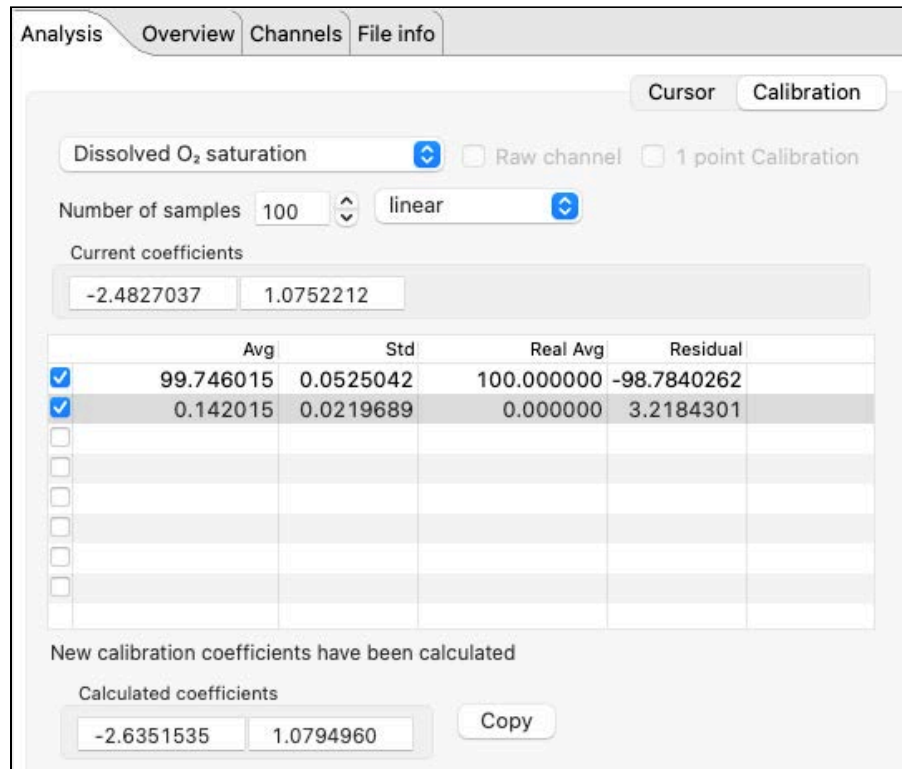 Analysis Overview Channels File info
Cursor Calibration
Dissolved O₂ saturation Raw channel 1 point Calibration
Number of samples 100 linear
Current coefficients
-2.4827037 1.0752212
Avg Std Real Avg Residual
99.746015 0.0525042 100.000000 -98.7840262
0.142015 0.0219689 0.000000 3.2184301
New calibration coefficients have been calculated
Calculated coefficients
-2.6351535 1.0794960 Copy